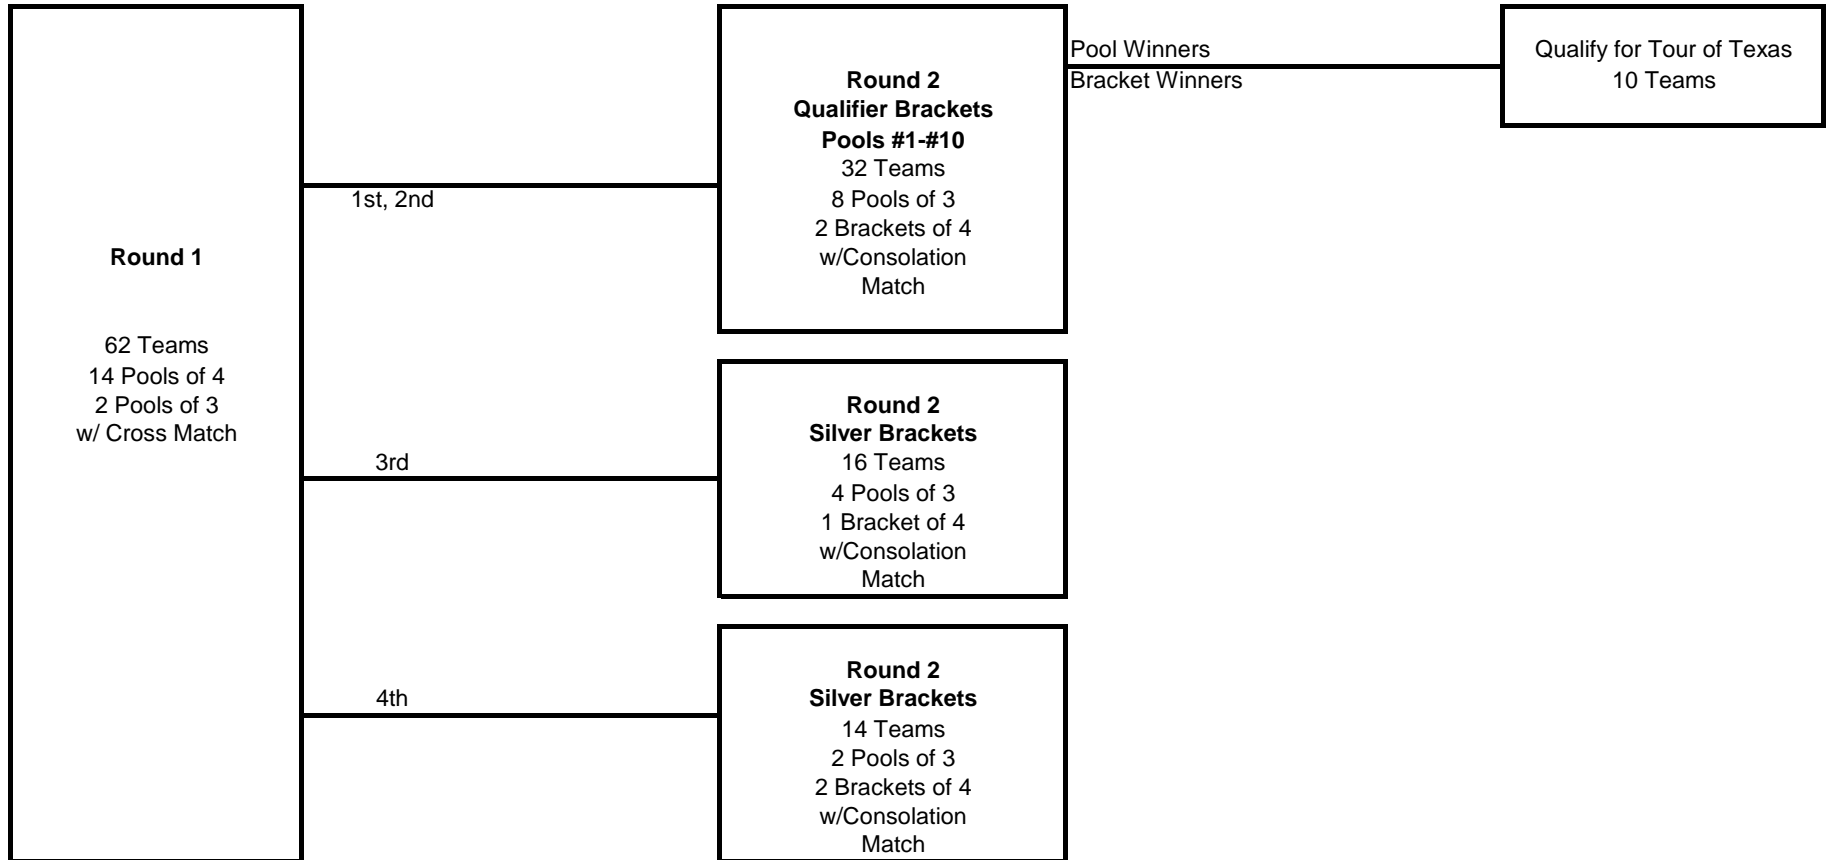 Round 1
62 Teams
14 Pools of 4
2 Pools of 3
w/ Cross Match
1st, 2nd
3rd
4th
Round 2
Qualifier Brackets
Pools #1-#10
32 Teams
8 Pools of 3
2 Brackets of 4
w/Consolation
Match
Round 2
Silver Brackets
16 Teams
4 Pools of 3
1 Bracket of 4
w/Consolation
Match
Round 2
Silver Brackets
14 Teams
2 Pools of 3
2 Brackets of 4
w/Consolation
Match
Pool Winners
Bracket Winners
Qualify for Tour of Texas
10 Teams